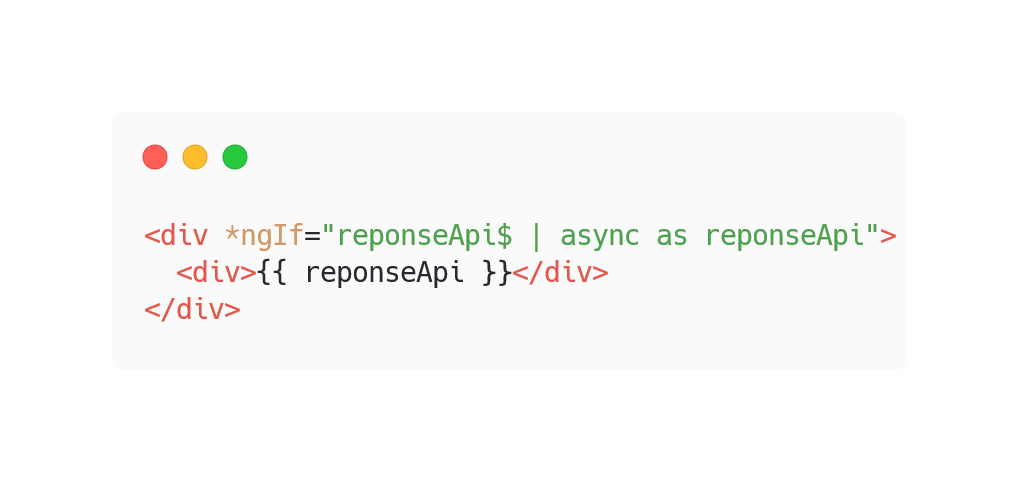 <div *ngIf="reponseApi$ | async as reponseApi">
  <div>{{ reponseApi }}</div>
</div>